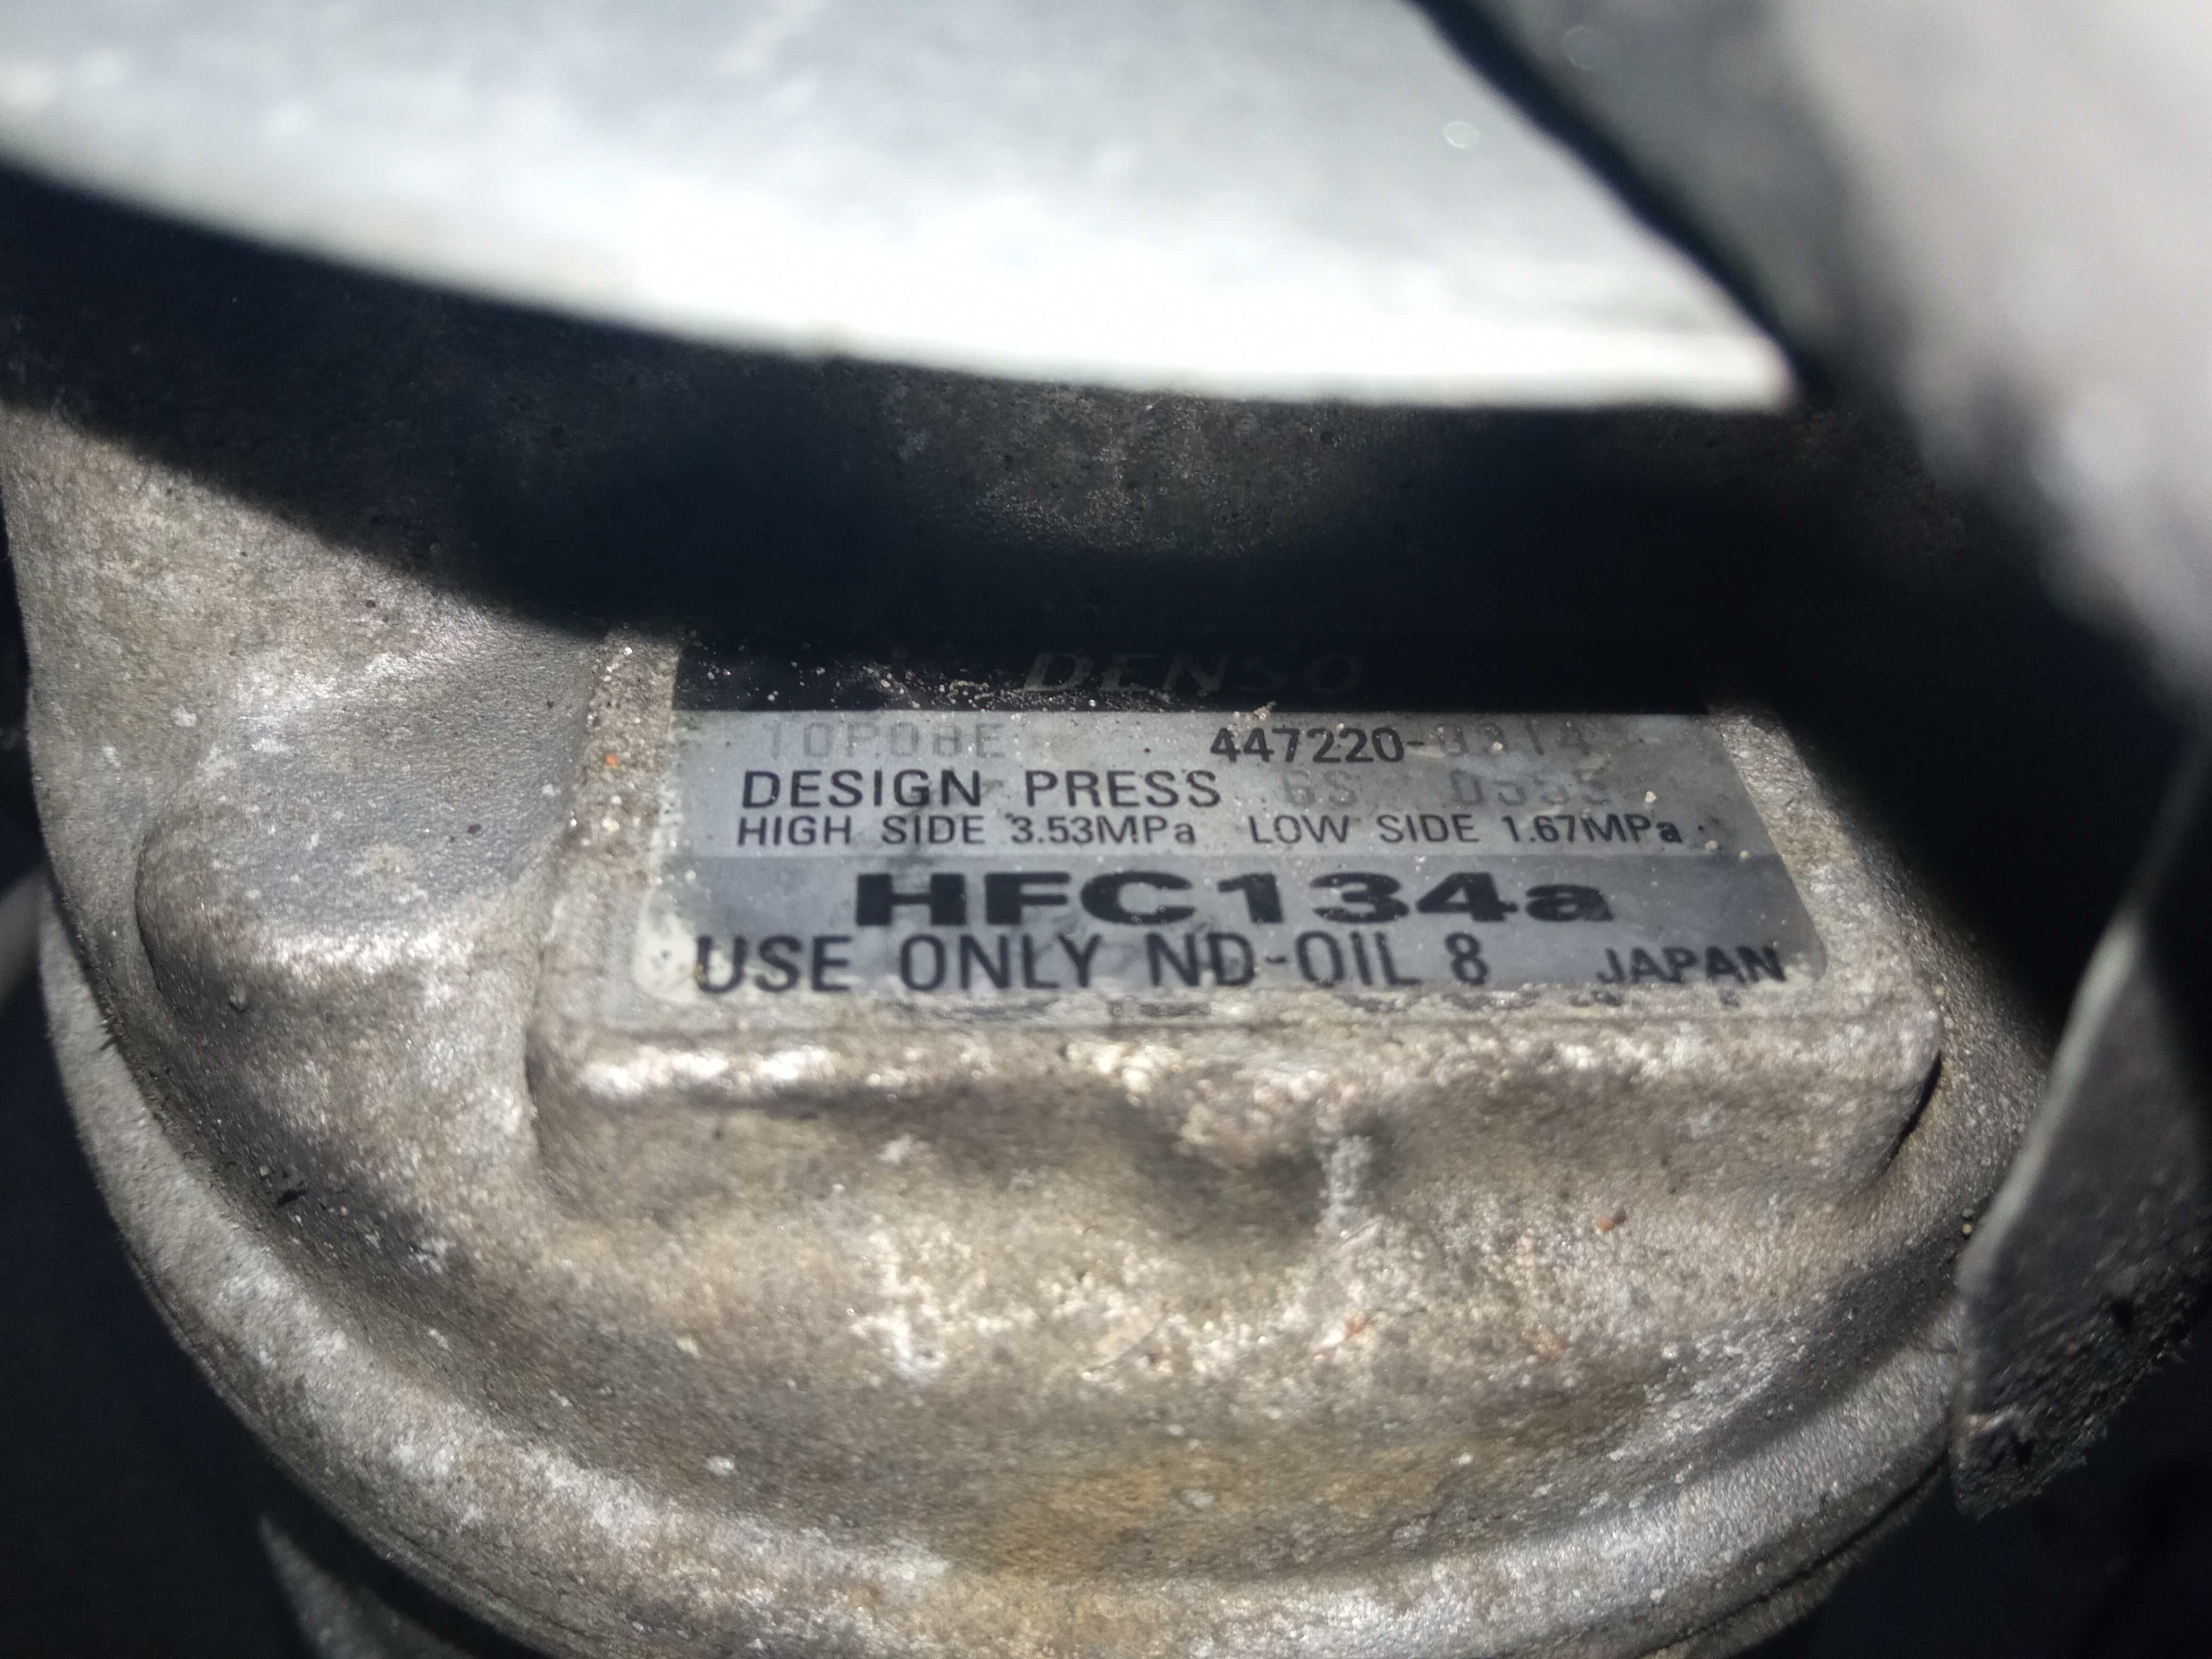 DENSO
447220-
DESIGN PRESS
HIGH SIDE 3.53MPa LOW SIDE 1.67MPa
HFC134a
USE ONLY ND-OIL 8 JAPAN